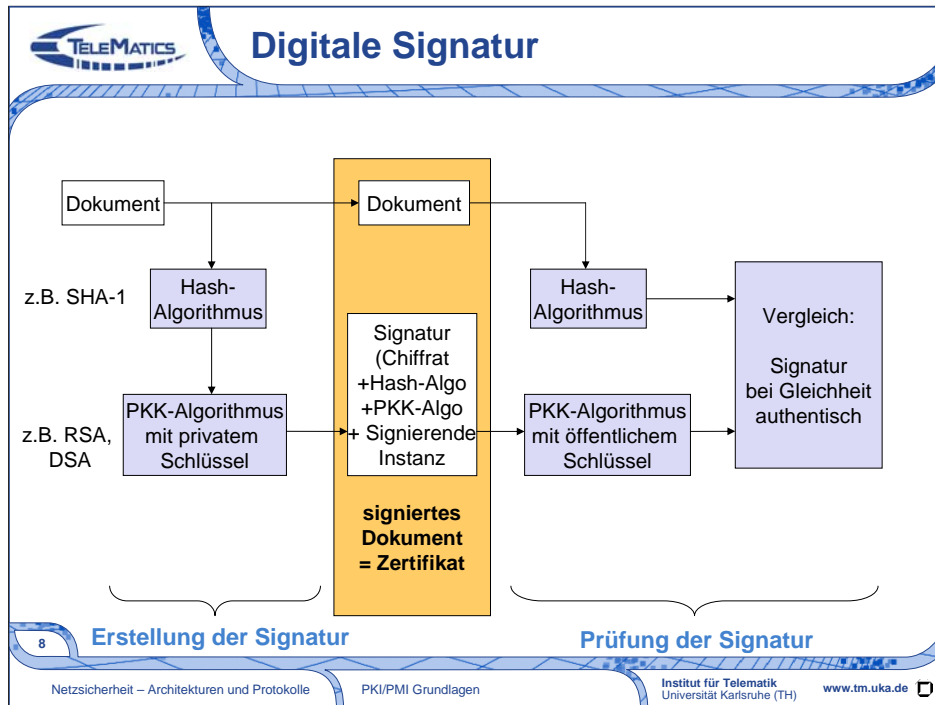 TELEMATICS
Digitale Signatur
Dokument
Dokument
z.B. SHA-1
Hash-
Algorithmus
Hash-
Algorithmus
Vergleich:
Signatur
bei Gleichheit
authentisch
Signatur
(Chiffrat
+Hash-Algo
+PKK-Algo
+ Signierende
Instanz
z.B. RSA,
DSA
PKK-Algorithmus
mit privatem
Schlüssel
PKK-Algorithmus
mit öffentlichem
Schlüssel
signiertes
Dokument
= Zertifikat
Erstellung der Signatur
Prüfung der Signatur
8
Netzsicherheit – Architekturen und Protokolle
PKI/PMI Grundlagen
Institut für Telematik
Universität Karlsruhe (TH)
www.tm.uka.de